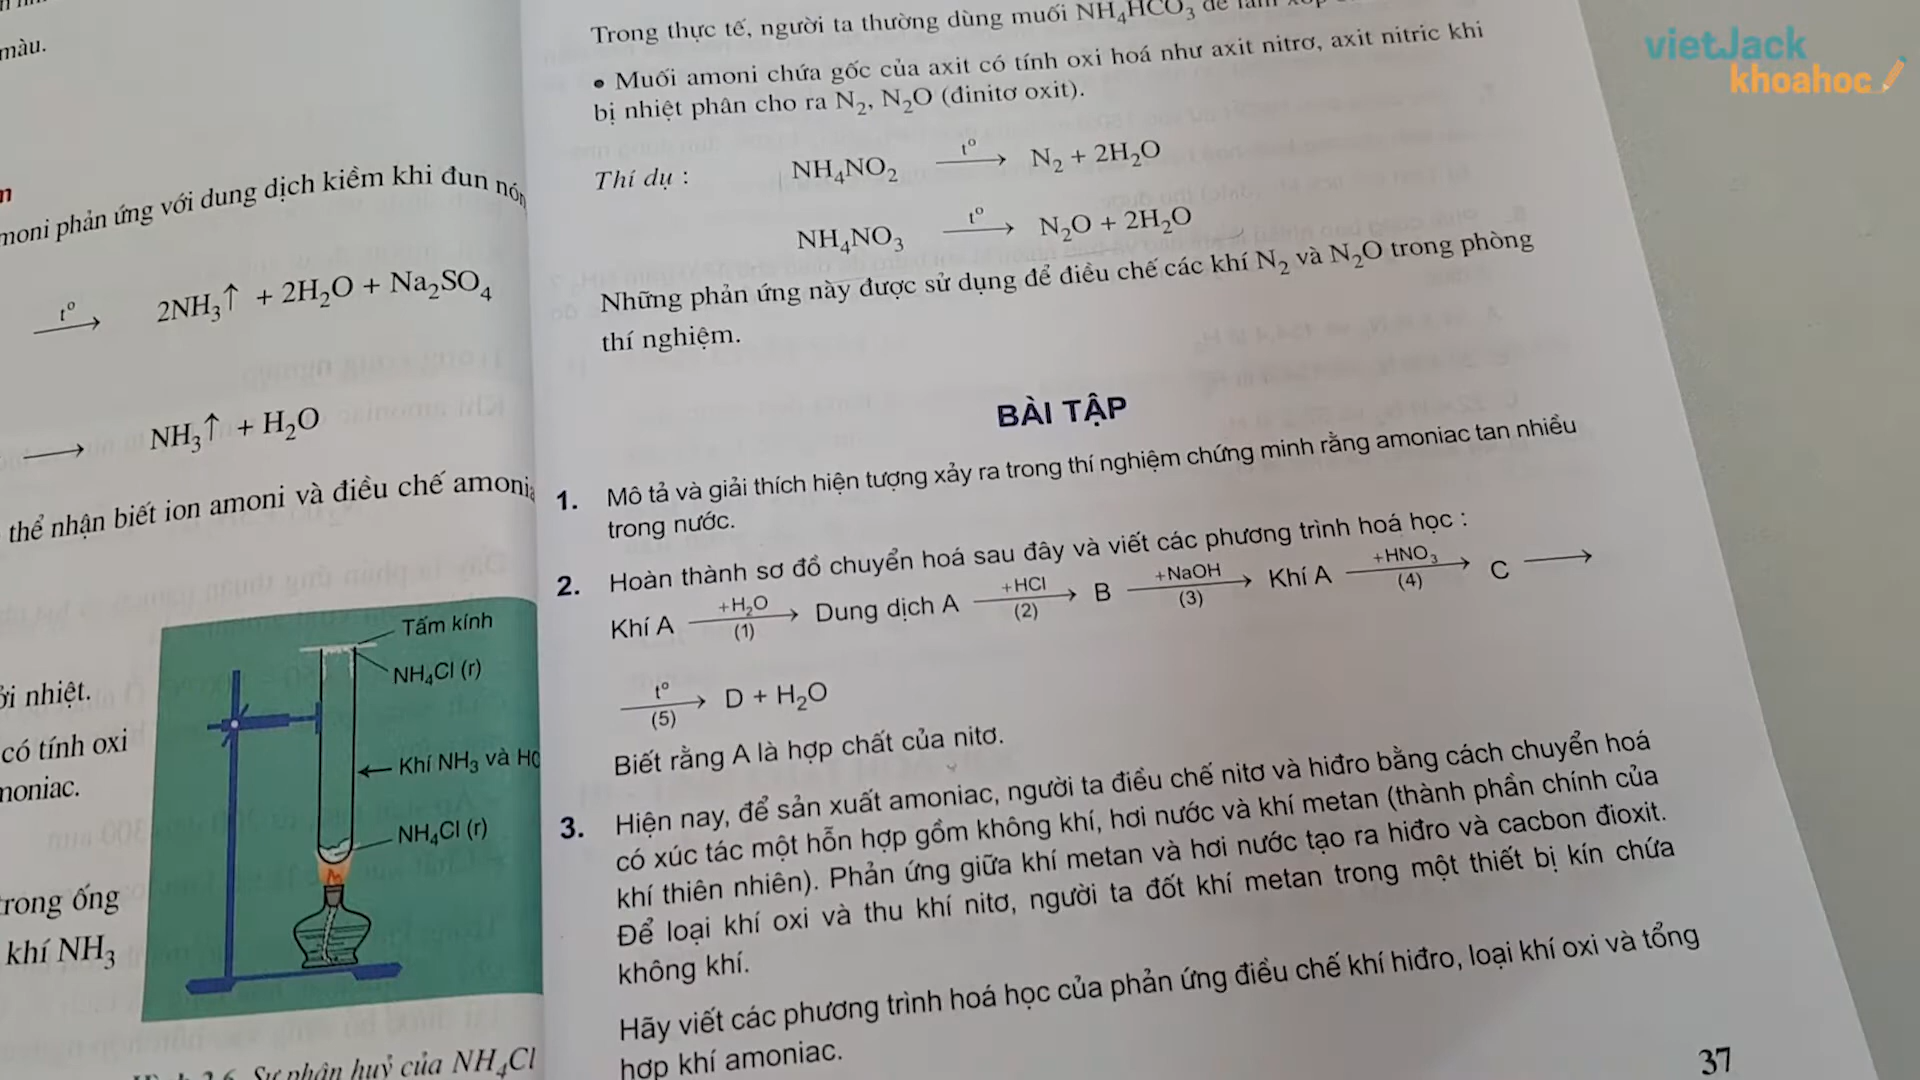 màu.
moni phản ứng với dung dịch kiềm khi đun
t° → 2NH₃↑ + 2H₂O + Na₂SO₄
→ NH₃↑ + H₂O
thể nhận biết ion amoni và điều chế
Tấm kính
NH₄Cl (r)
Khí NH₃ và
NH₄Cl (r)
nhiệt.
có tính oxi
moniac.
trong ống
khí NH₃
Sự phân huỷ của NH₄Cl
Trong thực tế, người ta thường dùng muối NH₄HCO₃
• Muối amoni chứa gốc của axit có tính oxi hoá như axit nitrơ, axit nitric khi
bị nhiệt phân cho ra N₂, N₂O (đinitơ oxit).
Thí dụ : NH₄NO₂ t° → N₂ + 2H₂O
NH₄NO₃ t° → N₂O + 2H₂O
Những phản ứng này được sử dụng để điều chế các khí N₂ và N₂O trong phòng
thí nghiệm.
BÀI TẬP
1. Mô tả và giải thích hiện tượng xảy ra trong thí nghiệm chứng minh rằng amoniac tan nhiều
trong nước.
2. Hoàn thành sơ đồ chuyển hoá sau đây và viết các phương trình hoá học :
Khí A +H₂O → (1) Dung dịch A +HCl → (2) B +NaOH → (3) Khí A +HNO₃ → (4) C →
t° → (5) D + H₂O
Biết rằng A là hợp chất của nitơ.
3. Hiện nay, để sản xuất amoniac, người ta điều chế nitơ và hiđro bằng cách chuyển hoá
có xúc tác một hỗn hợp gồm không khí, hơi nước và khí metan (thành phần chính của
khí thiên nhiên). Phản ứng giữa khí metan và hơi nước tạo ra hiđro và cacbon đioxit.
Để loại khí oxi và thu khí nitơ, người ta đốt khí metan trong một thiết bị kín chứa
không khí.
Hãy viết các phương trình hoá học của phản ứng điều chế khí hiđro, loại khí oxi và tổng
hợp khí amoniac.
37
vietJack
khoahoc